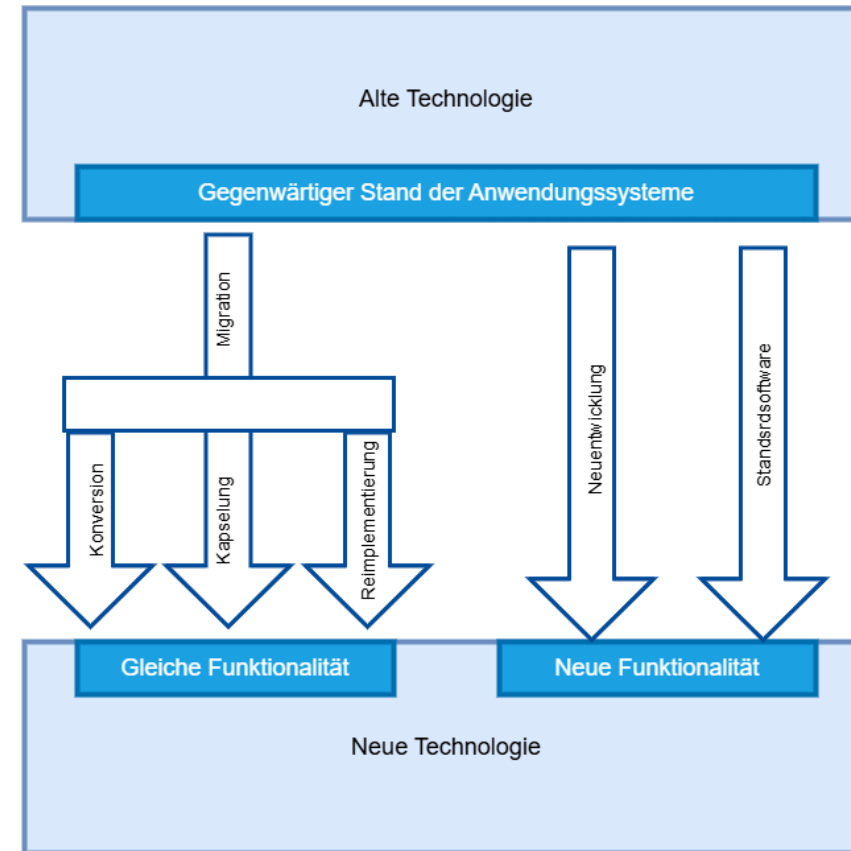 Alte Technologie
Gegenwärtiger Stand der Anwendungssysteme
Migration
Konversion
Kapselung
Reimplementierung
Neuentwicklung
Standsrdsoftware
Gleiche Funktionalität
Neue Funktionalität
Neue Technologie